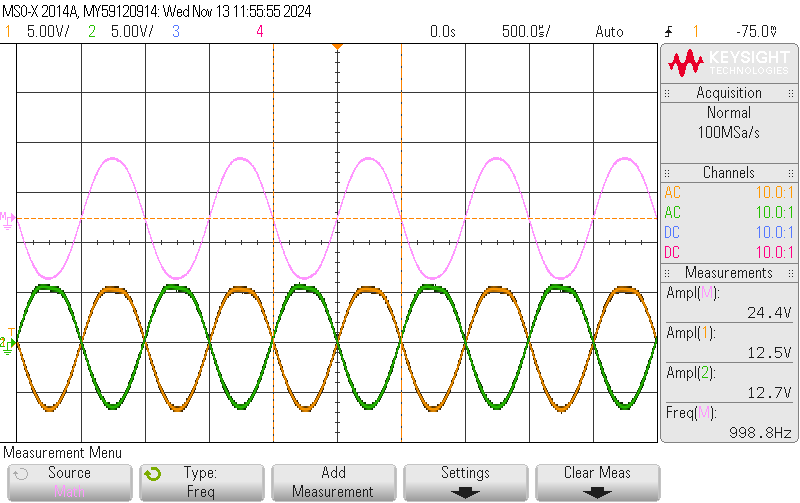 MSO-X 2014A, MY59120914: Wed Nov 13 11:55:55 2024
1 5.00V/ 2 5.00V/ 3 4 0.0s 500.0s/ Auto 1 -75.0
KEYSIGHT
TECHNOLOGIES
Acquisition
Normal
100MSa/s
Channels
AC 10.0:1
AC 10.0:1
DC 10.0:1
DC 10.0:1
Measurements
Ampl(M):
24.4V
Ampl(1):
12.5V
Ampl(2):
12.7V
Freq(M):
998.8Hz
M
T
2
Measurement Menu
Source
Math
Type:
Freq
Add
Measurement
Settings
Clear Meas